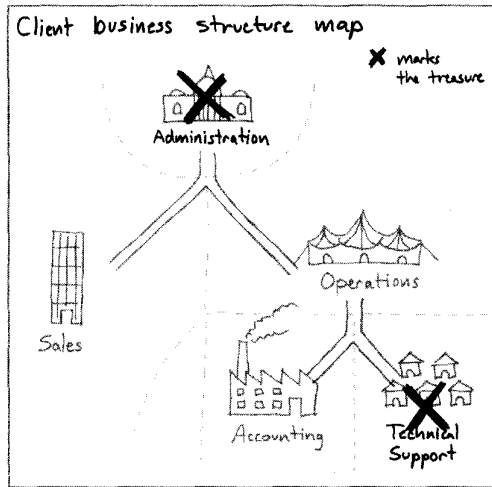 Client business structure map
X marks
the treasure
Administration
Operations
Sales
Accounting
Technical
Support